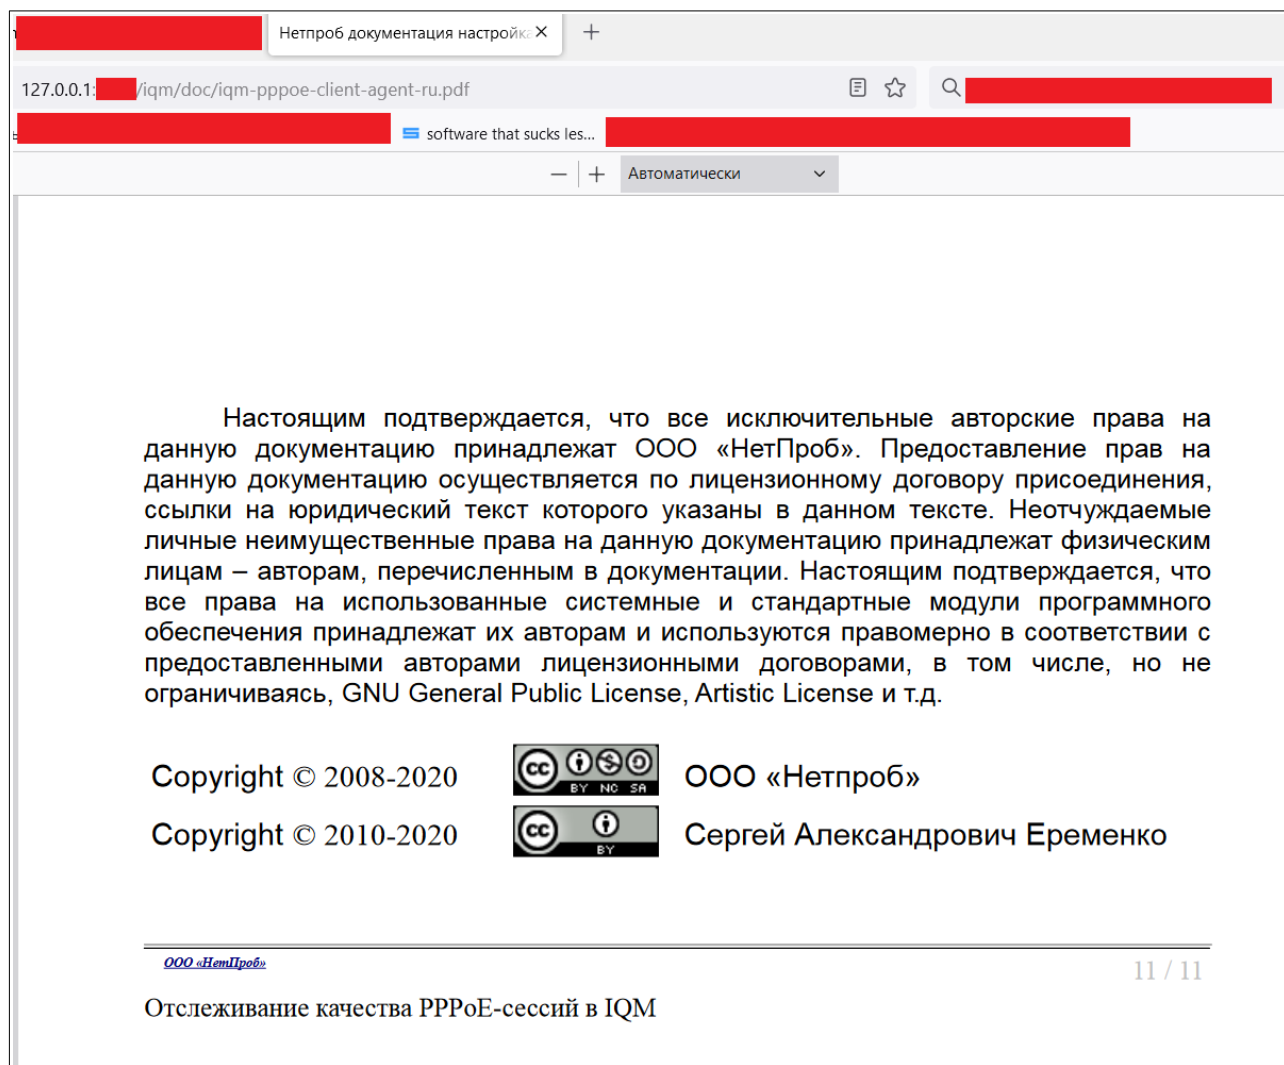 Нетпроб документация настройка
127.0.0.1: /iqm/doc/iqm-pppoe-client-agent-ru.pdf
software that sucks les...
Автоматически
Настоящим подтверждается, что все исключительные авторские права на
данную документацию принадлежат ООО «НетПроб». Предоставление прав на
данную документацию осуществляется по лицензионному договору присоединения,
ссылки на юридический текст которого указаны в данном тексте. Неотчуждаемые
личные неимущественные права на данную документацию принадлежат физическим
лицам – авторам, перечисленным в документации. Настоящим подтверждается, что
все права на использованные системные и стандартные модули программного
обеспечения принадлежат их авторам и используются правомерно в соответствии с
предоставленными авторами лицензионными договорами, в том числе, но не
ограничиваясь, GNU General Public License, Artistic License и т.д.
Copyright © 2008-2020 cc BY NC SA ООО «Нетпроб»
Copyright © 2010-2020 cc BY Сергей Александрович Еременко
ООО «НетПроб» 11 / 11
Отслеживание качества PPPoE-сессий в IQM